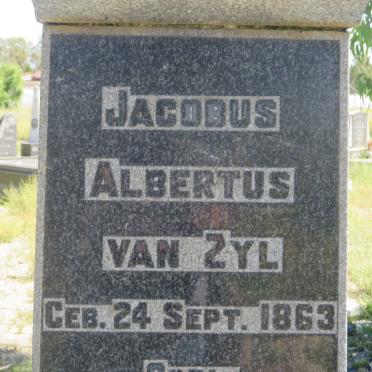 JACOBUS
ALBERTUS
VAN ZYL
GEB. 24 SEPT. 1863